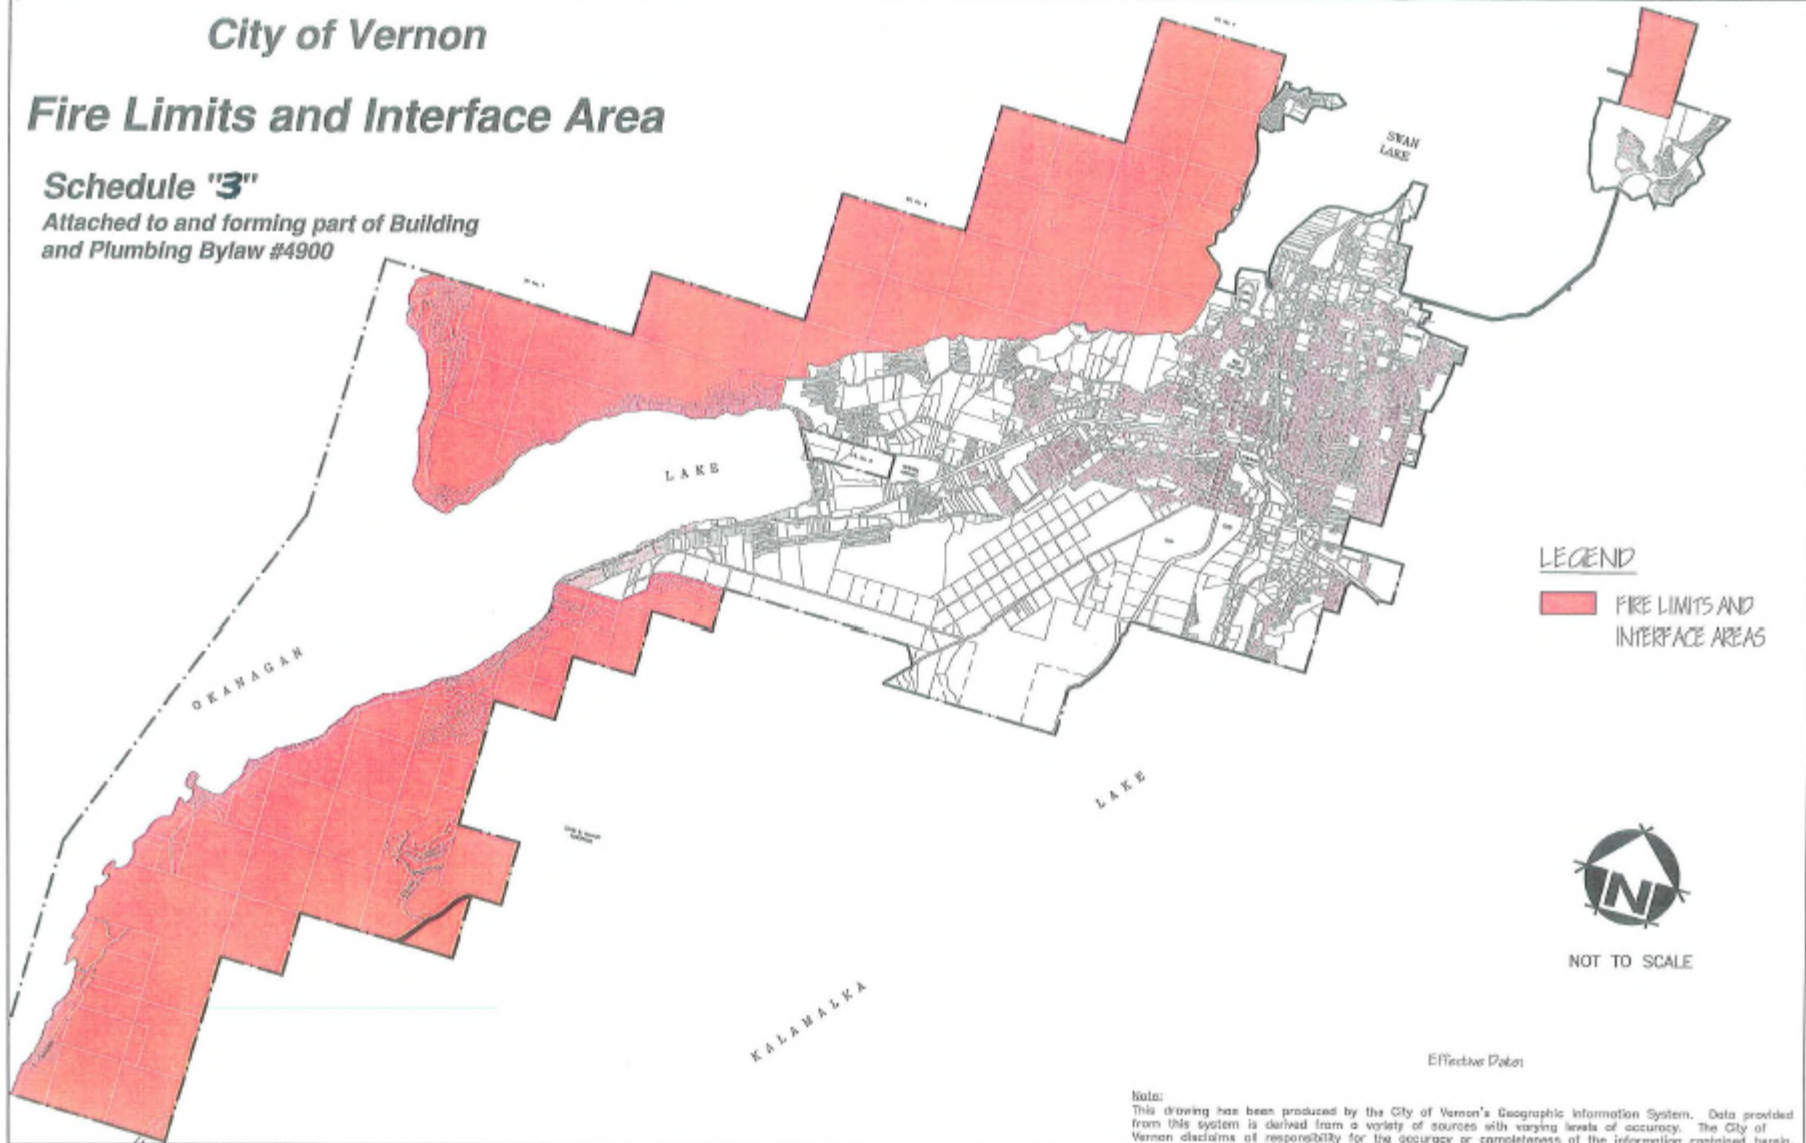 City of Vernon
Fire Limits and Interface Area
Schedule "3"
Attached to and forming part of Building
and Plumbing Bylaw #4900
SWAN
LAKE
LAKE
OKANAGAN
LAKE
KALAMALKA
LEGEND
FIRE LIMITS AND
INTERFACE AREAS
N
NOT TO SCALE
Effective Date:
Note:
This drawing has been produced by the City of Vernon's Geographic Information System. Data provided
from this system is derived from a variety of sources with varying levels of accuracy. The City of
Vernon disclaims all responsibility for the accuracy or completeness of the information contained herein.